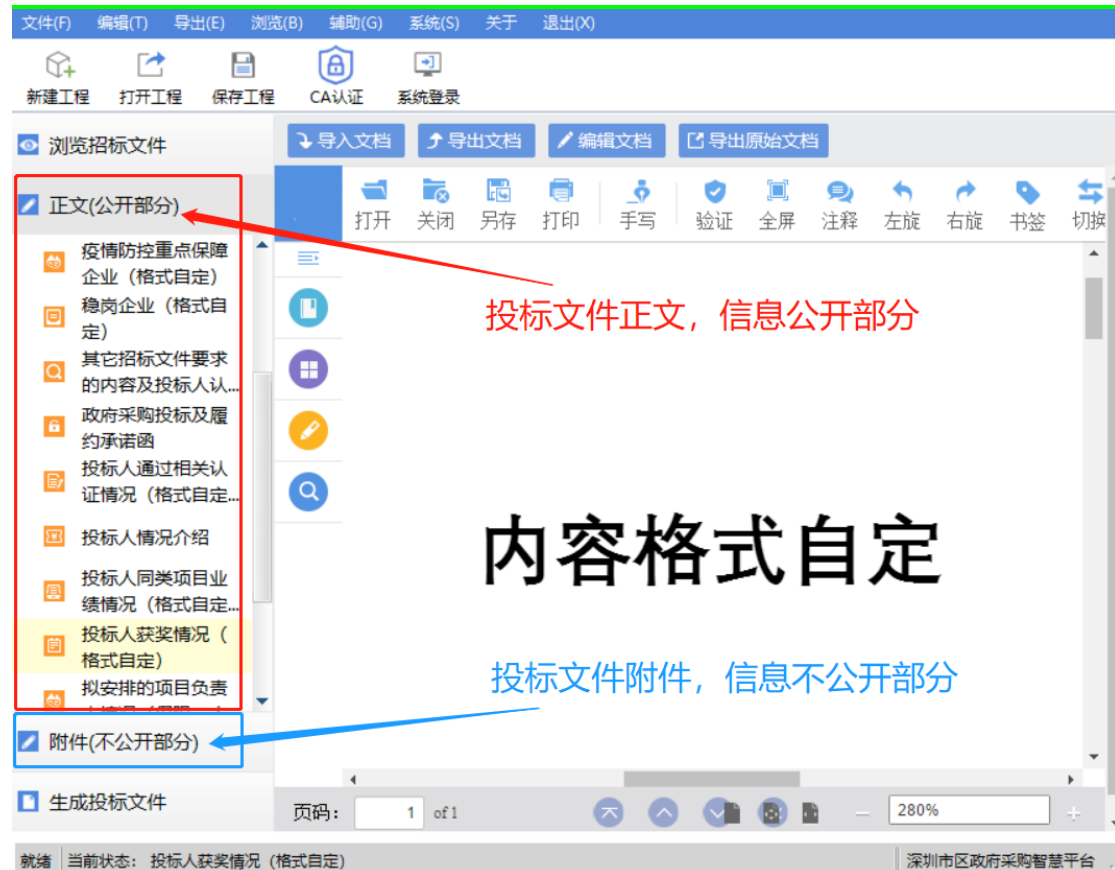 文件(F) 编辑(T) 导出(E) 浏览(B) 辅助(G) 系统(S) 关于 退出(X)
新建工程 打开工程 保存工程 CA认证 系统登录
浏览招标文件
导入文档 导出文档 编辑文档 导出原始文档
正文(公开部分)
打开 关闭 另存 打印 手写 验证 全屏 注释 左旋 右旋 书签 切换
疫情防控重点保障
企业（格式自定）
稳岗企业（格式自
定）
其它招标文件要求
的内容及投标人认...
政府采购投标及履
约承诺函
投标人通过相关认
证情况（格式自定...
投标人情况介绍
投标人同类项目业
绩情况（格式自定...
投标人获奖情况（
格式自定）
拟安排的项目负责
投标文件正文，信息公开部分
内容格式自定
投标文件附件，信息不公开部分
附件(不公开部分)
生成投标文件
页码： 1 of 1 280%
就绪 当前状态： 投标人获奖情况（格式自定） 深圳市区政府采购智慧平台